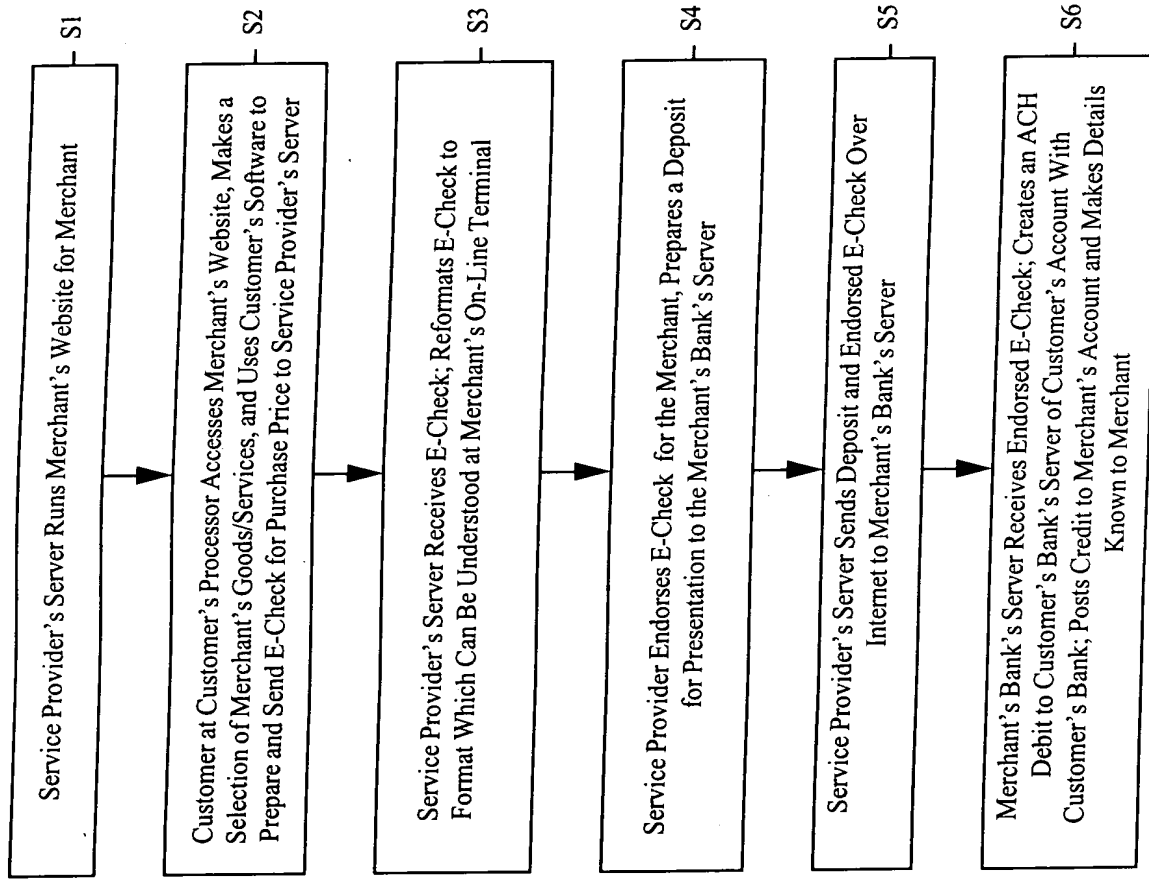 Service Provider's Server Runs Merchant's Website for Merchant
S1
Customer at Customer's Processor Accesses Merchant's Website, Makes a
Selection of Merchant's Goods/Services, and Uses Customer's Software to
Prepare and Send E-Check for Purchase Price to Service Provider's Server
S2
Service Provider's Server Receives E-Check; Reformats E-Check to
Format Which Can Be Understood at Merchant's On-Line Terminal
S3
Service Provider Endorses E-Check for the Merchant, Prepares a Deposit
for Presentation to the Merchant's Bank's Server
S4
Service Provider's Server Sends Deposit and Endorsed E-Check Over
Internet to Merchant's Bank's Server
S5
Merchant's Bank's Server Receives Endorsed E-Check; Creates an ACH
Debit to Customer's Bank's Server of Customer's Account With
Customer's Bank; Posts Credit to Merchant's Account and Makes Details
Known to Merchant
S6